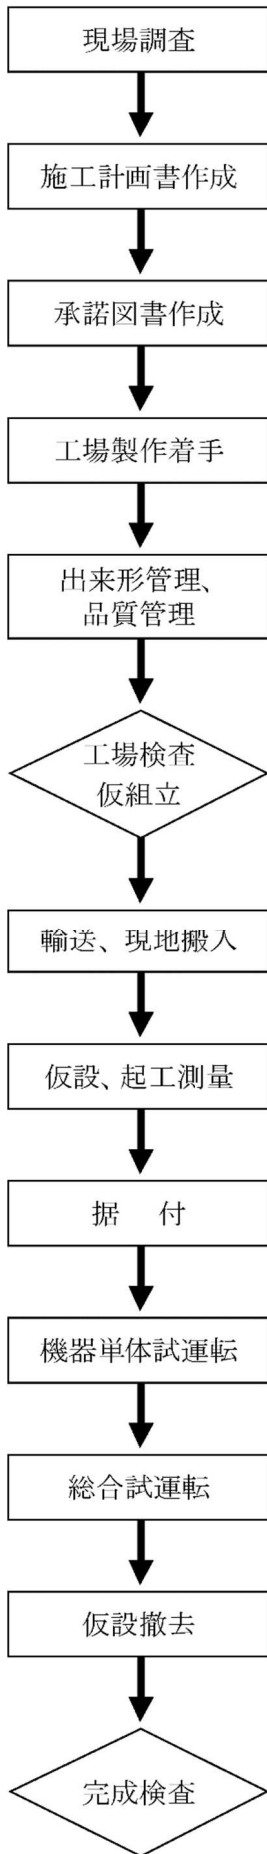 現場調査
施工計画書作成
承諾図書作成
工場製作着手
出来形管理、
品質管理
工場検査
仮組立
輸送、現地搬入
仮設、起工測量
据　付
機器単体試運転
総合試運転
仮設撤去
完成検査